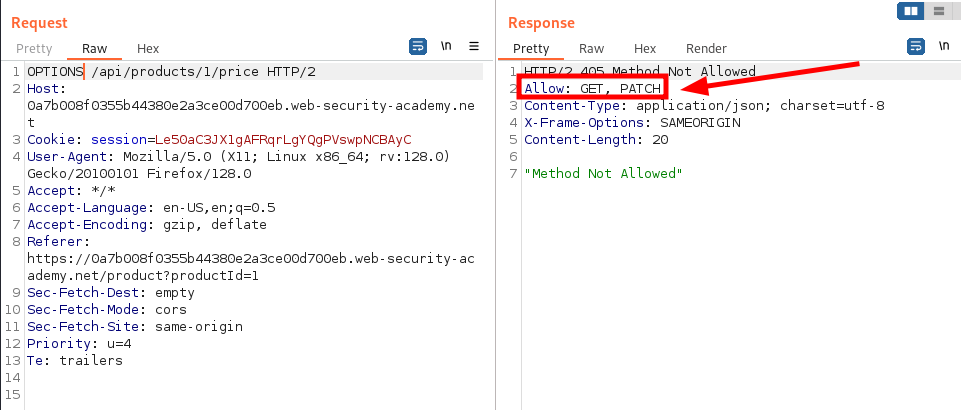 Request
Pretty Raw Hex \n
1 OPTIONS /api/products/1/price HTTP/2
2 Host:
0a7b008f0355b44380e2a3ce00d700eb.web-security-academy.ne
t
3 Cookie: session=Le50aC3JX1gAFRqrLgYQgPVswpNCBAyC
4 User-Agent: Mozilla/5.0 (X11; Linux x86_64; rv:128.0)
Gecko/20100101 Firefox/128.0
5 Accept: */*
6 Accept-Language: en-US,en;q=0.5
7 Accept-Encoding: gzip, deflate
8 Referer:
https://0a7b008f0355b44380e2a3ce00d700eb.web-security-ac
ademy.net/product?productId=1
9 Sec-Fetch-Dest: empty
10 Sec-Fetch-Mode: cors
11 Sec-Fetch-Site: same-origin
12 Priority: u=4
13 Te: trailers
14
15
Response
Pretty Raw Hex Render \n
1 HTTP/2 405 Method Not Allowed
2 Allow: GET, PATCH
3 Content-Type: application/json; charset=utf-8
4 X-Frame-Options: SAMEORIGIN
5 Content-Length: 20
6
7 "Method Not Allowed"